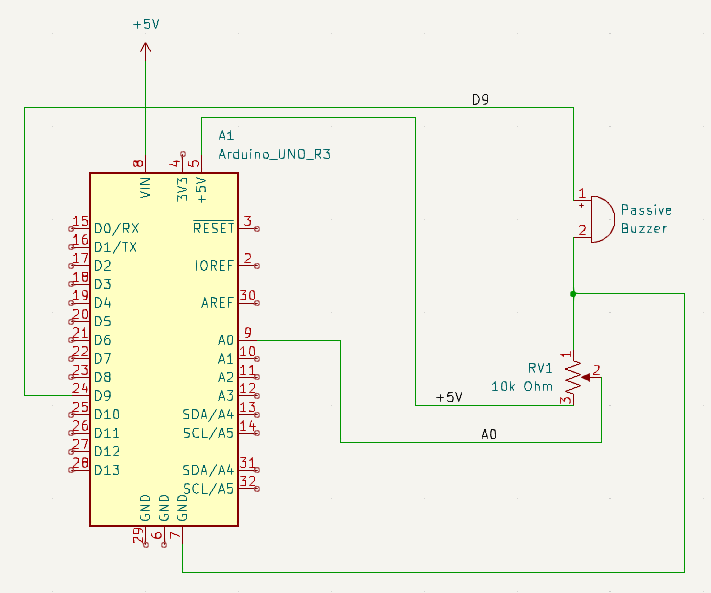 +5V
D9
A1
Arduino_UNO_R3
8
4
5
VIN
3V3
+5V
1
+
2
Passive
Buzzer
15
D0/RX
RESET
3
16
D1/TX
17
D2
IOREF
2
18
D3
19
D4
AREF
30
20
D5
21
D6
A0
9
22
D7
A1
10
23
D8
A2
11
24
D9
A3
12
25
D10
SDA/A4
13
26
D11
SCL/A5
14
27
D12
28
D13
SDA/A4
31
SCL/A5
32
GND
GND
GND
29
6
7
1
RV1
2
10k Ohm
3
+5V
A0